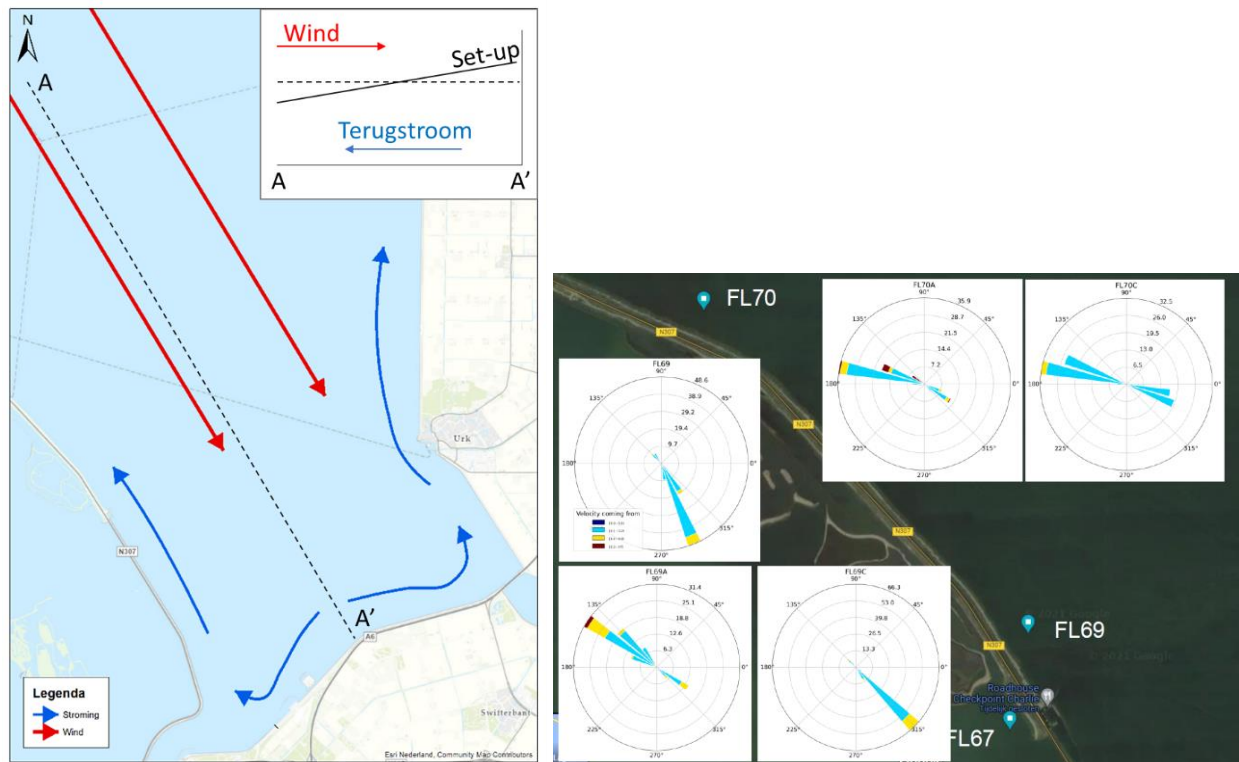 N
A
Wind
Set-up
Terugstroom
A
A'
Urk
N307
A'
A6
Swifterbant
Legenda
Stroming
Wind
Esri Nederland, Community Map Contributors
FL70
N307
FL70A
90°
35.9
28.7
21.5
14.4
7.2
135°
45°
180°
0°
225°
315°
270°
FL70C
90°
32.5
26.0
19.5
13.0
6.5
135°
45°
180°
0°
225°
315°
270°
FL69
90°
48.6
38.9
29.2
19.4
9.7
135°
45°
180°
0°
315°
270°
Velocity coming from
N307
N307
FL69A
90°
31.4
25.1
18.8
12.6
6.3
135°
45°
180°
0°
225°
315°
270°
FL69C
90°
66.3
53.0
39.8
26.5
13.3
135°
45°
180°
0°
225°
315°
270°
FL69
N307
Roadhouse
Checkpoint Charlie
Tijdelijk gesloten
FL67